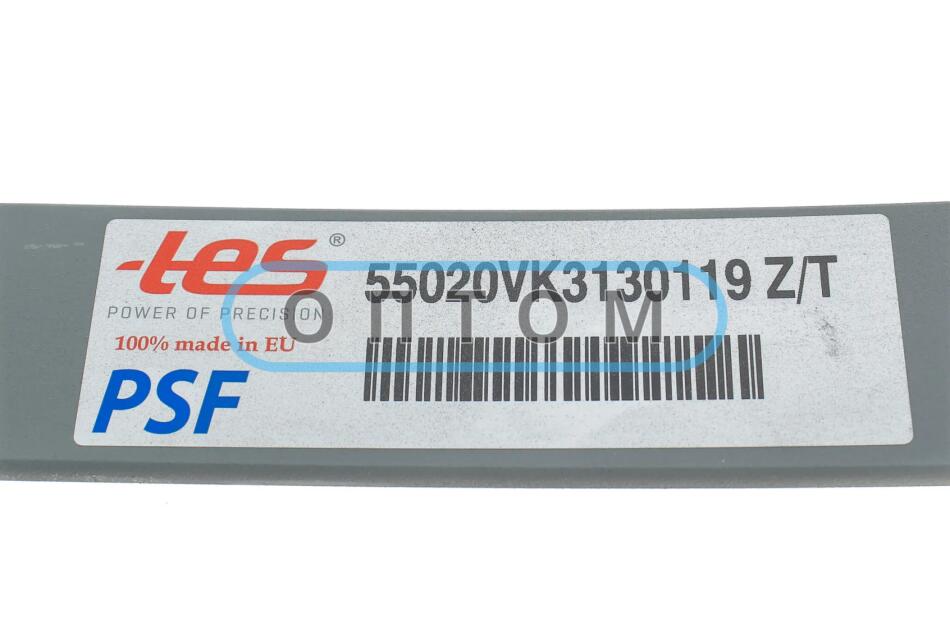 tes®
55020VK3130119 Z/T
POWER OF PRECISION
ОПТОМ
100% made in EU
PSF